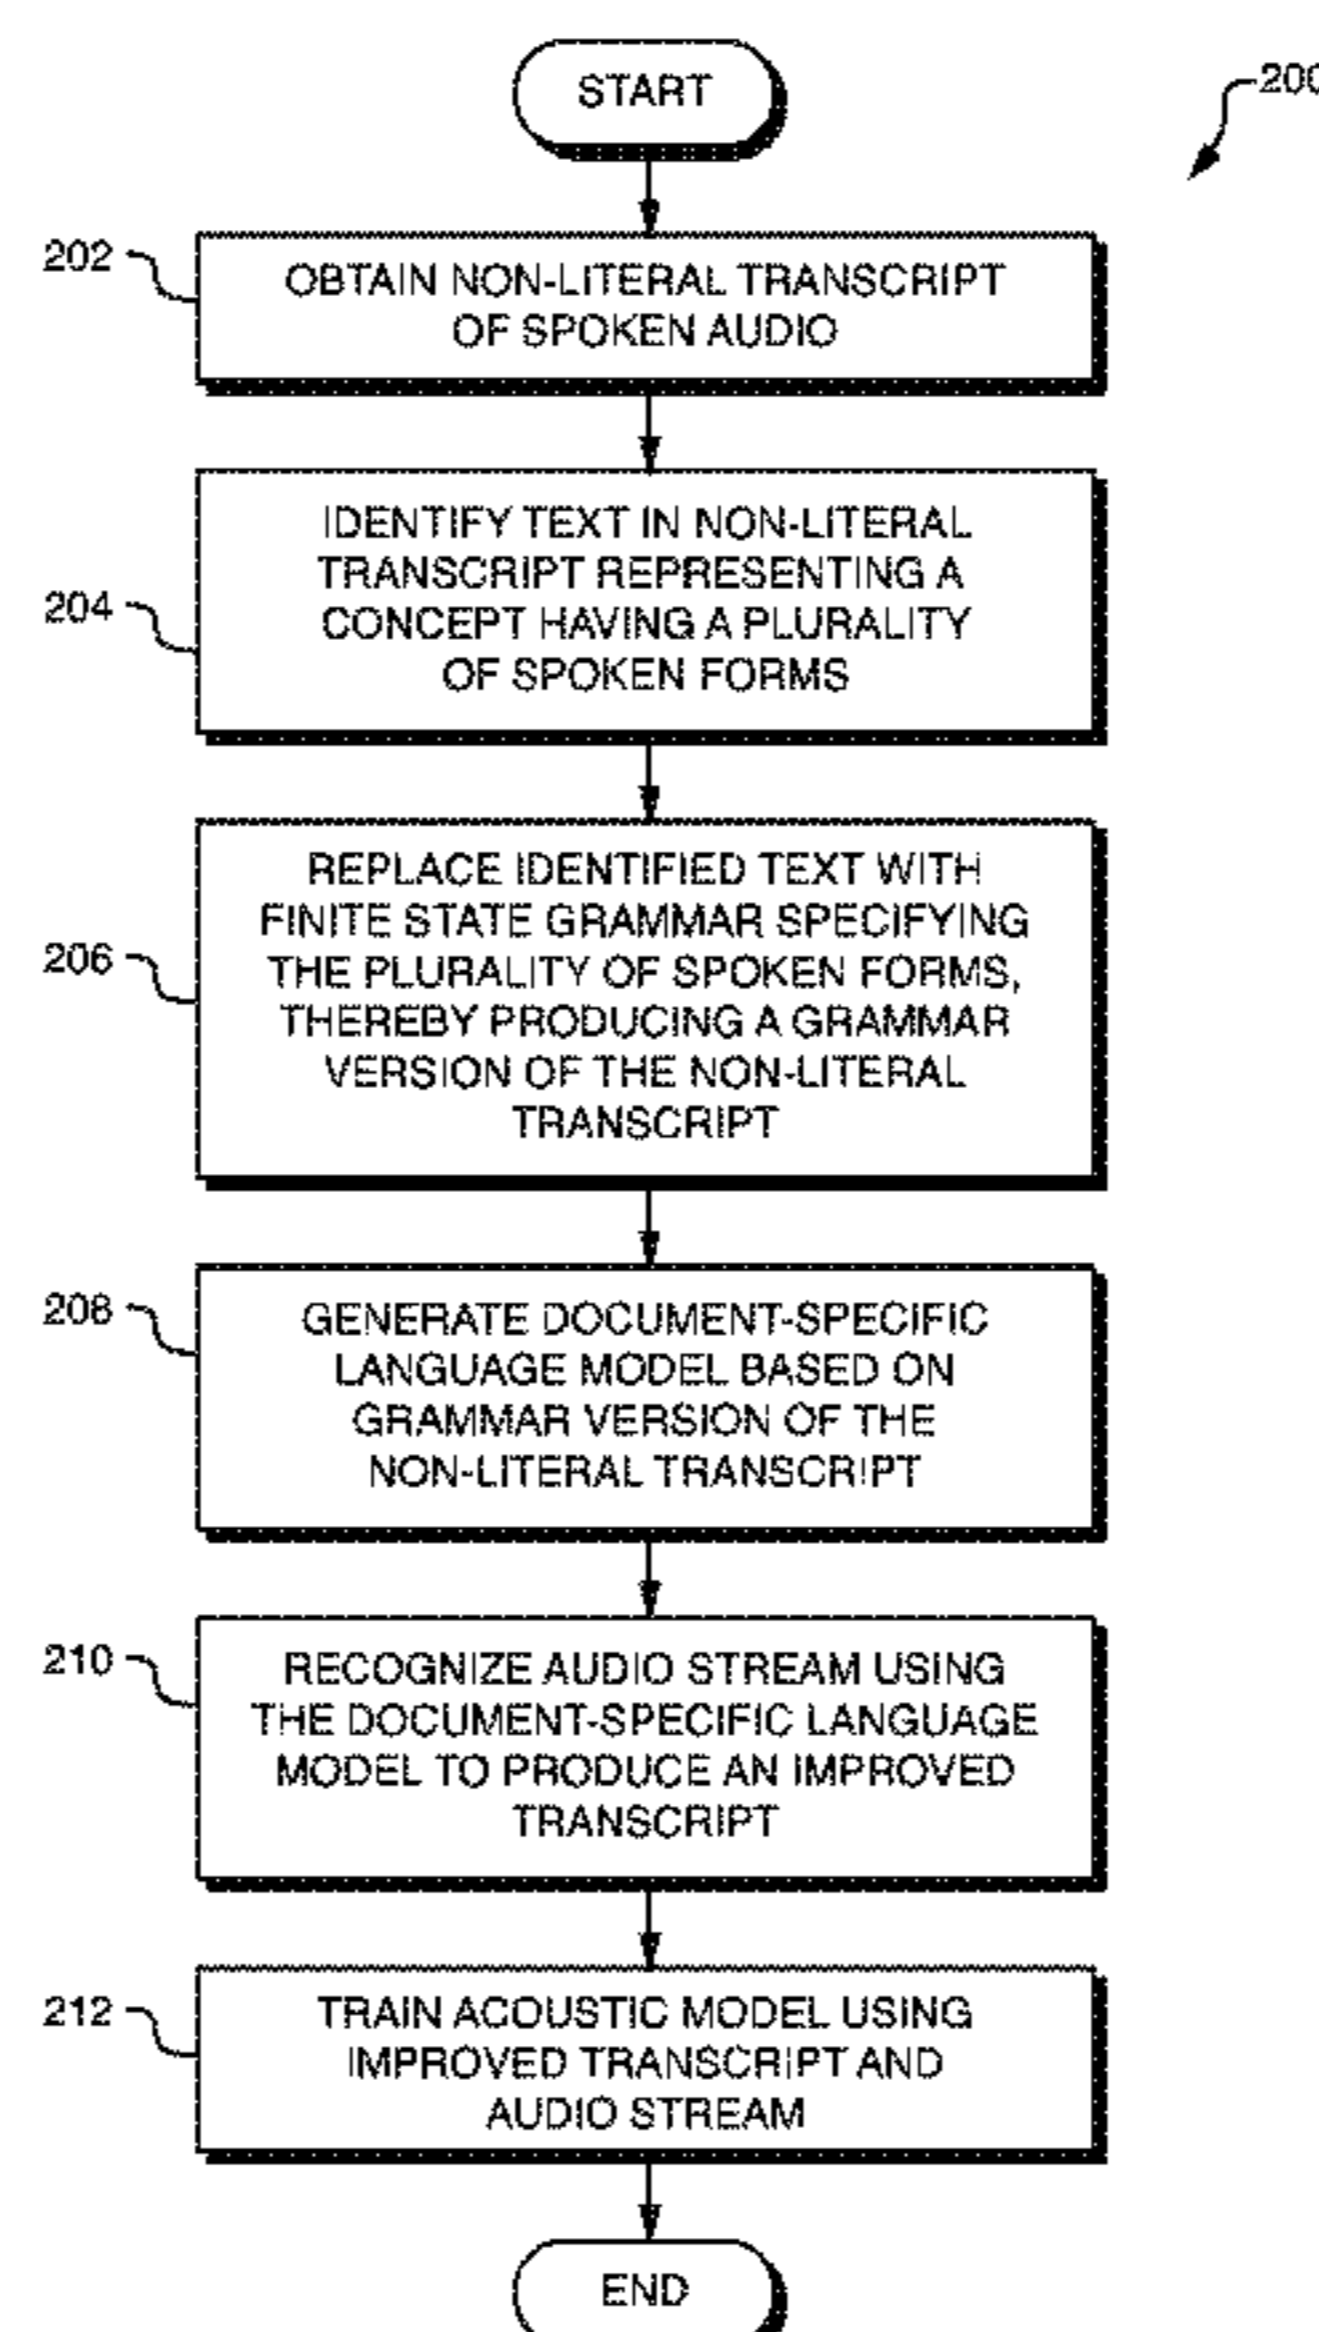 START
200
202
OBTAIN NON-LITERAL TRANSCRIPT
OF SPOKEN AUDIO
204
IDENTIFY TEXT IN NON-LITERAL
TRANSCRIPT REPRESENTING A
CONCEPT HAVING A PLURALITY
OF SPOKEN FORMS
206
REPLACE IDENTIFIED TEXT WITH
FINITE STATE GRAMMAR SPECIFYING
THE PLURALITY OF SPOKEN FORMS,
THEREBY PRODUCING A GRAMMAR
VERSION OF THE NON-LITERAL
TRANSCRIPT
208
GENERATE DOCUMENT-SPECIFIC
LANGUAGE MODEL BASED ON
GRAMMAR VERSION OF THE
NON-LITERAL TRANSCRIPT
210
RECOGNIZE AUDIO STREAM USING
THE DOCUMENT-SPECIFIC LANGUAGE
MODEL TO PRODUCE AN IMPROVED
TRANSCRIPT
212
TRAIN ACOUSTIC MODEL USING
IMPROVED TRANSCRIPT AND
AUDIO STREAM
END